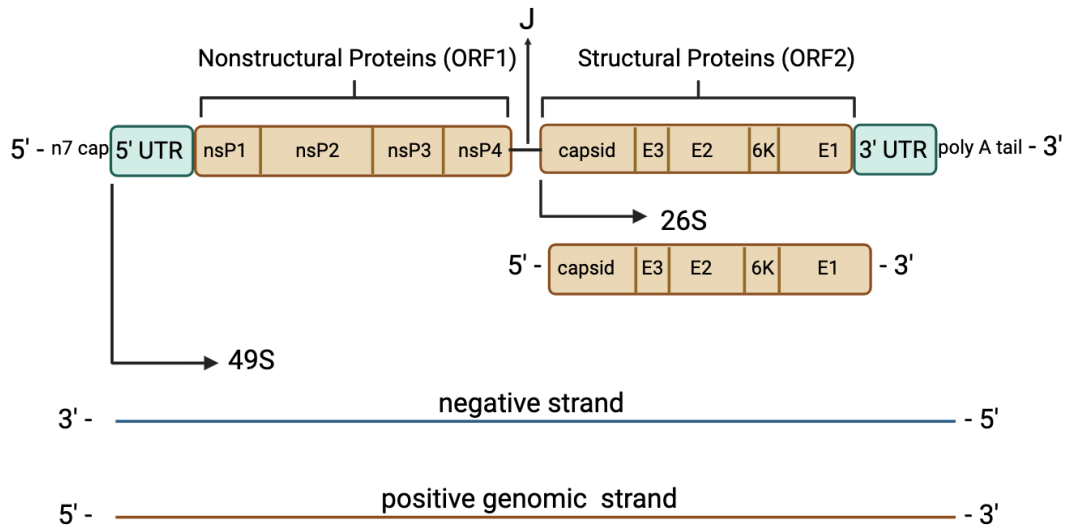 J
Nonstructural Proteins (ORF1) Structural Proteins (ORF2)
5' - n7 cap 5' UTR nsP1 nsP2 nsP3 nsP4 capsid E3 E2 6K E1 3' UTR poly A tail - 3'
26S
5' - capsid E3 E2 6K E1 - 3'
49S
negative strand
3' - - 5'
positive genomic strand
5' - - 3'